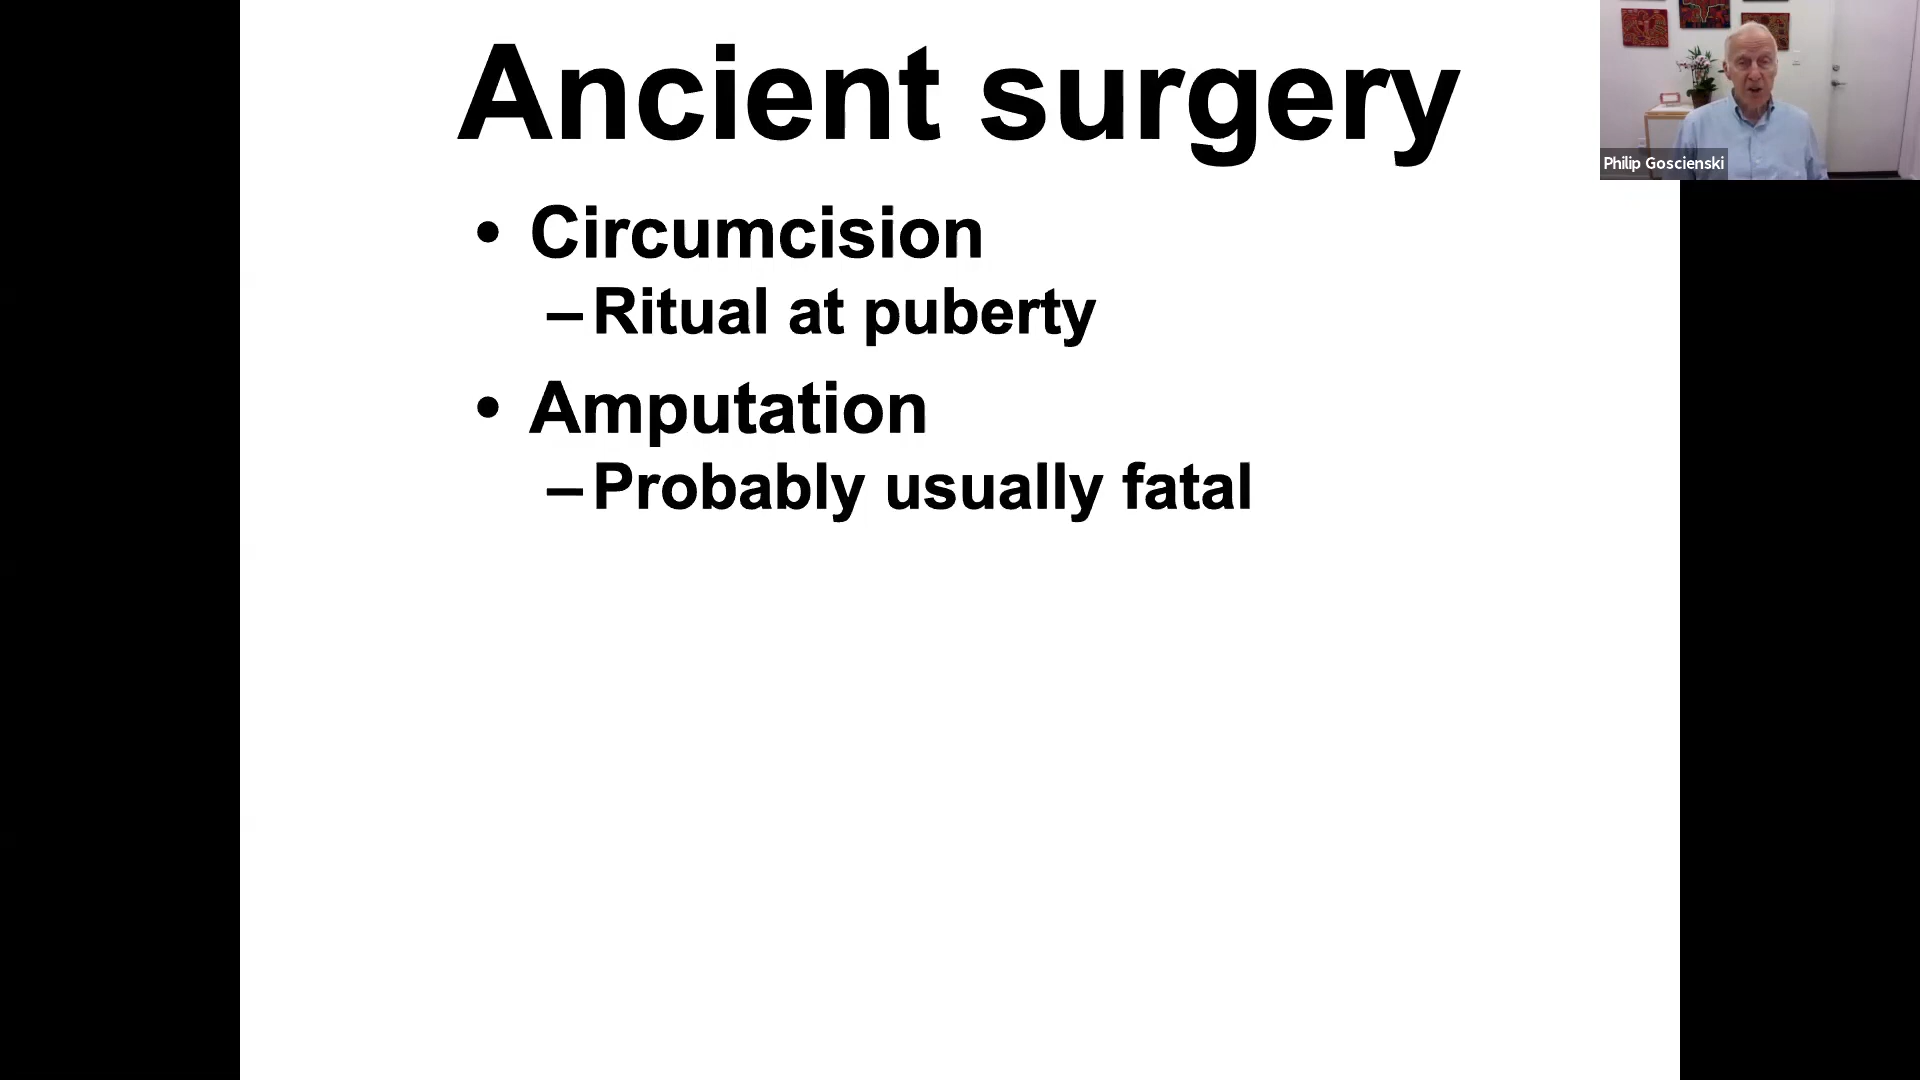 Ancient surgery
• Circumcision
– Ritual at puberty
• Amputation
– Probably usually fatal
Philip Goscienski